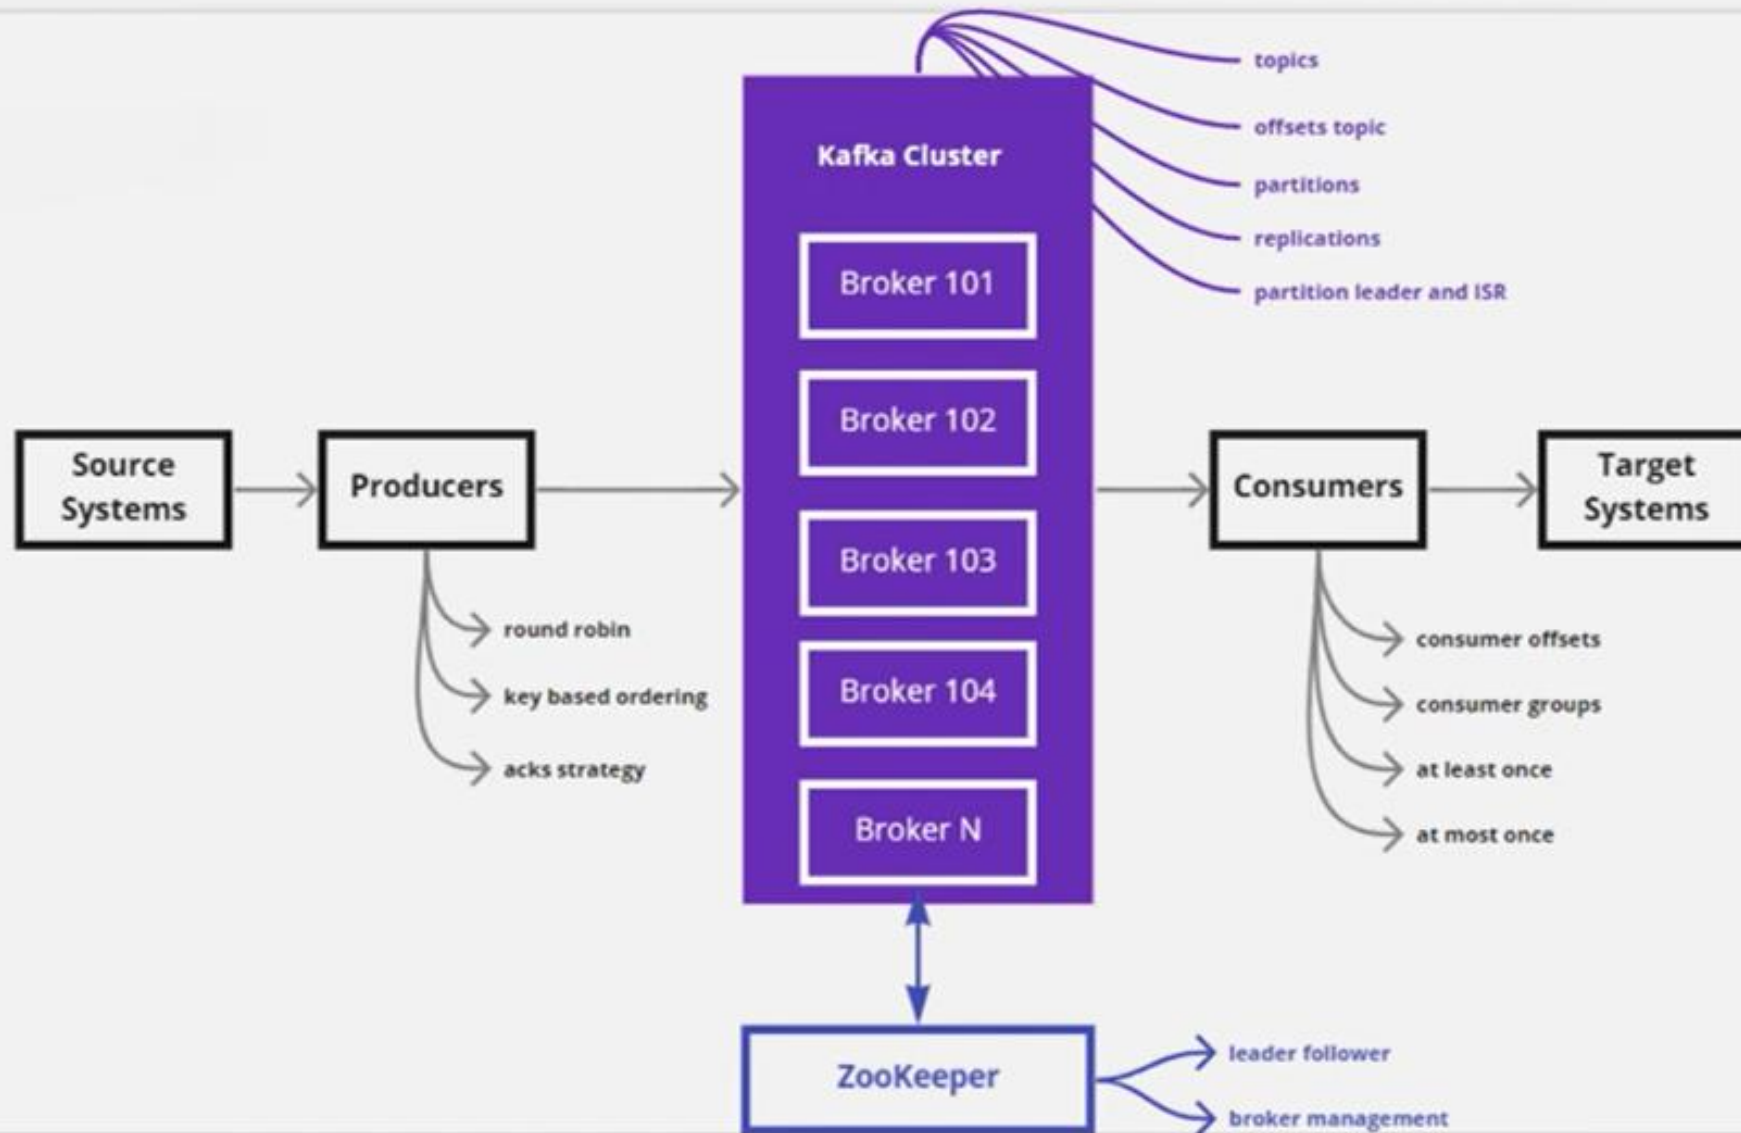 topics
offsets topic
Kafka Cluster
partitions
replications
Broker 101
partition leader and ISR
Broker 102
Source
Systems
Producers
Consumers
Target
Systems
Broker 103
round robin
key based ordering
acks strategy
consumer offsets
consumer groups
at least once
at most once
Broker 104
Broker N
ZooKeeper
leader follower
broker management